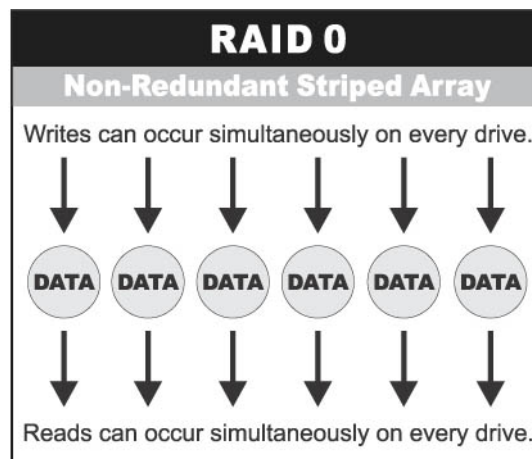 RAID 0
Non-Redundant Striped Array
Writes can occur simultaneously on every drive.
DATA DATA DATA DATA DATA DATA
Reads can occur simultaneously on every drive.